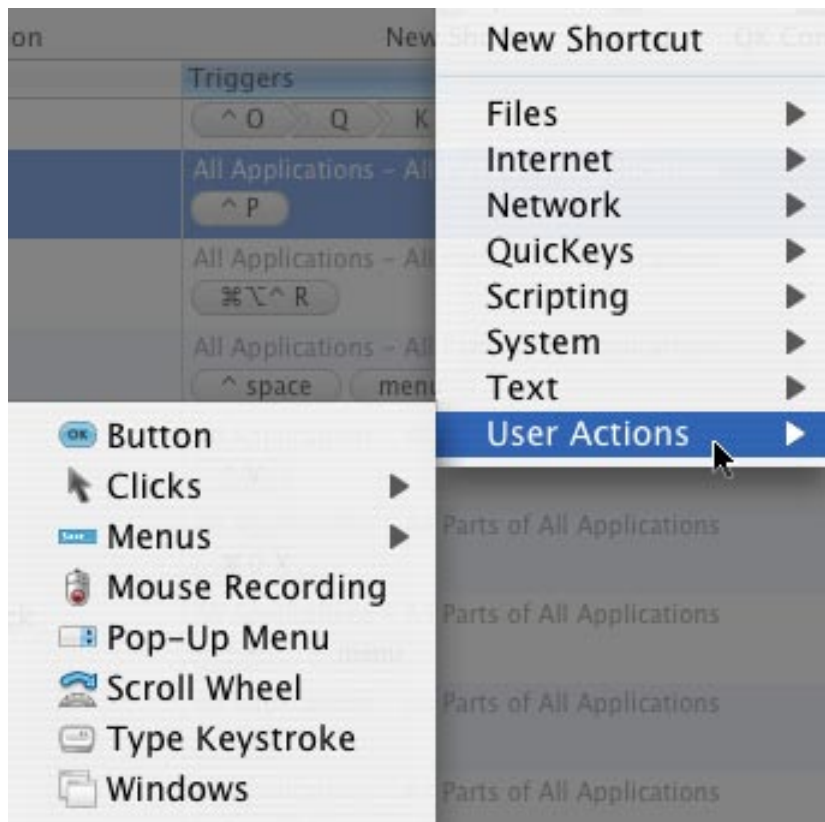 on
New
New Shortcut
Triggers
^ O Q K
Files
All Applications – All
Internet
^ P
Network
All Applications – All
QuicKeys
⌘⌥^ R
Scripting
System
All Applications – All
^ space menu
Text
User Actions
OK Button
Clicks
Menus
Parts of All Applications
Mouse Recording
Parts of All Applications
Pop-Up Menu
Scroll Wheel
Parts of All Applications
Type Keystroke
Windows
Parts of All Applications